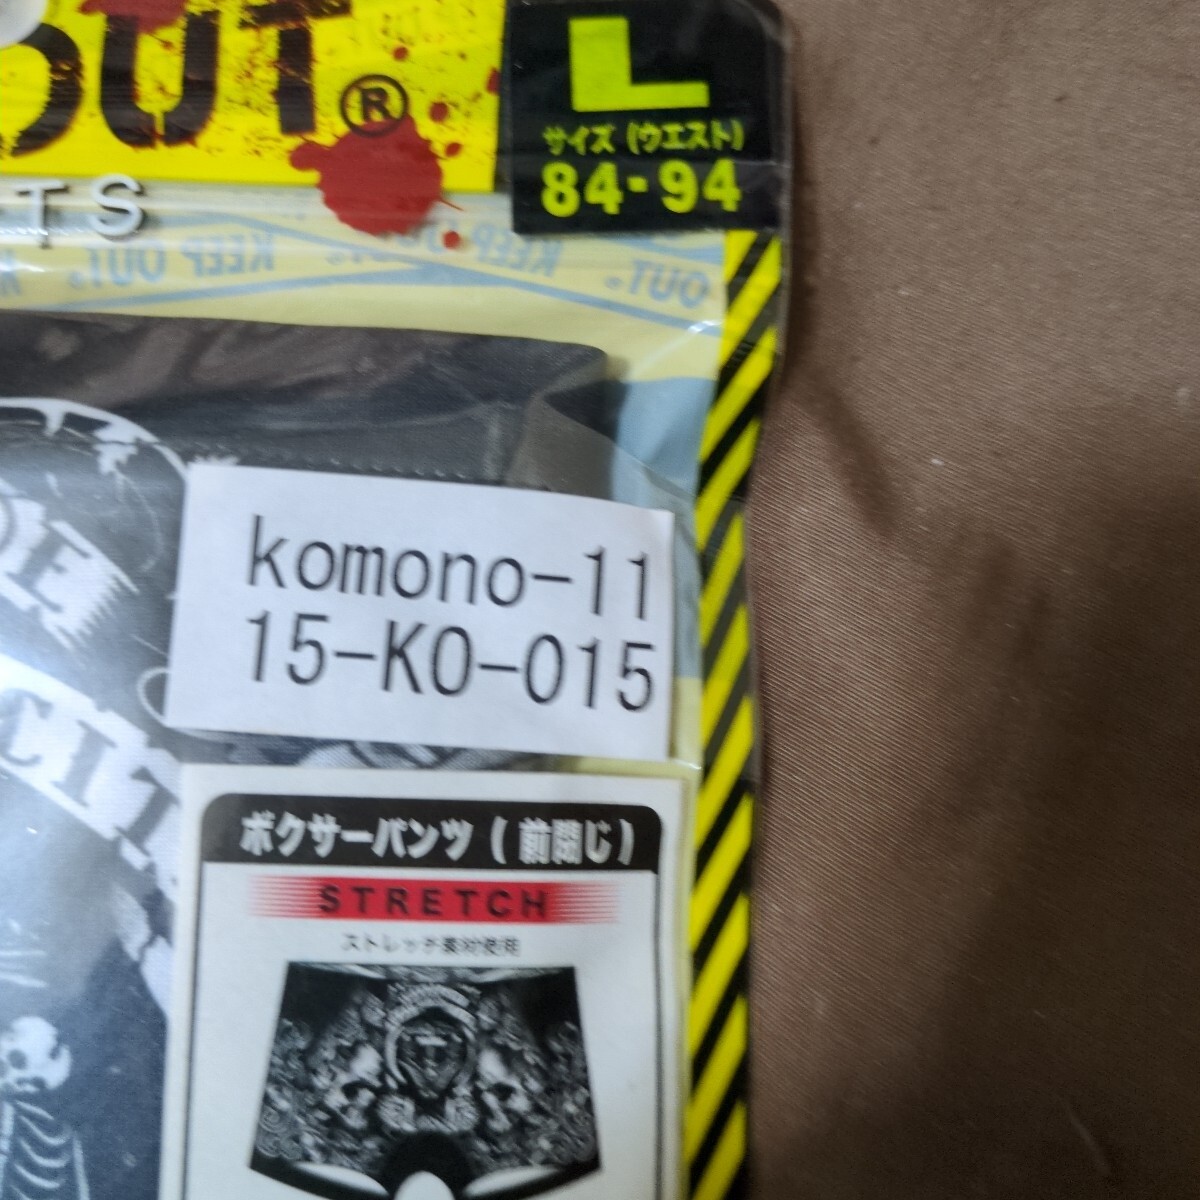 OUT®
TS
L
サイズ (ウエスト)
84-94
KEEP OUT® KEEP OUT® OUT®
komono-11
15-KO-015
ボクサーパンツ (前閉じ)
STRETCH
ストレッチ素材使用